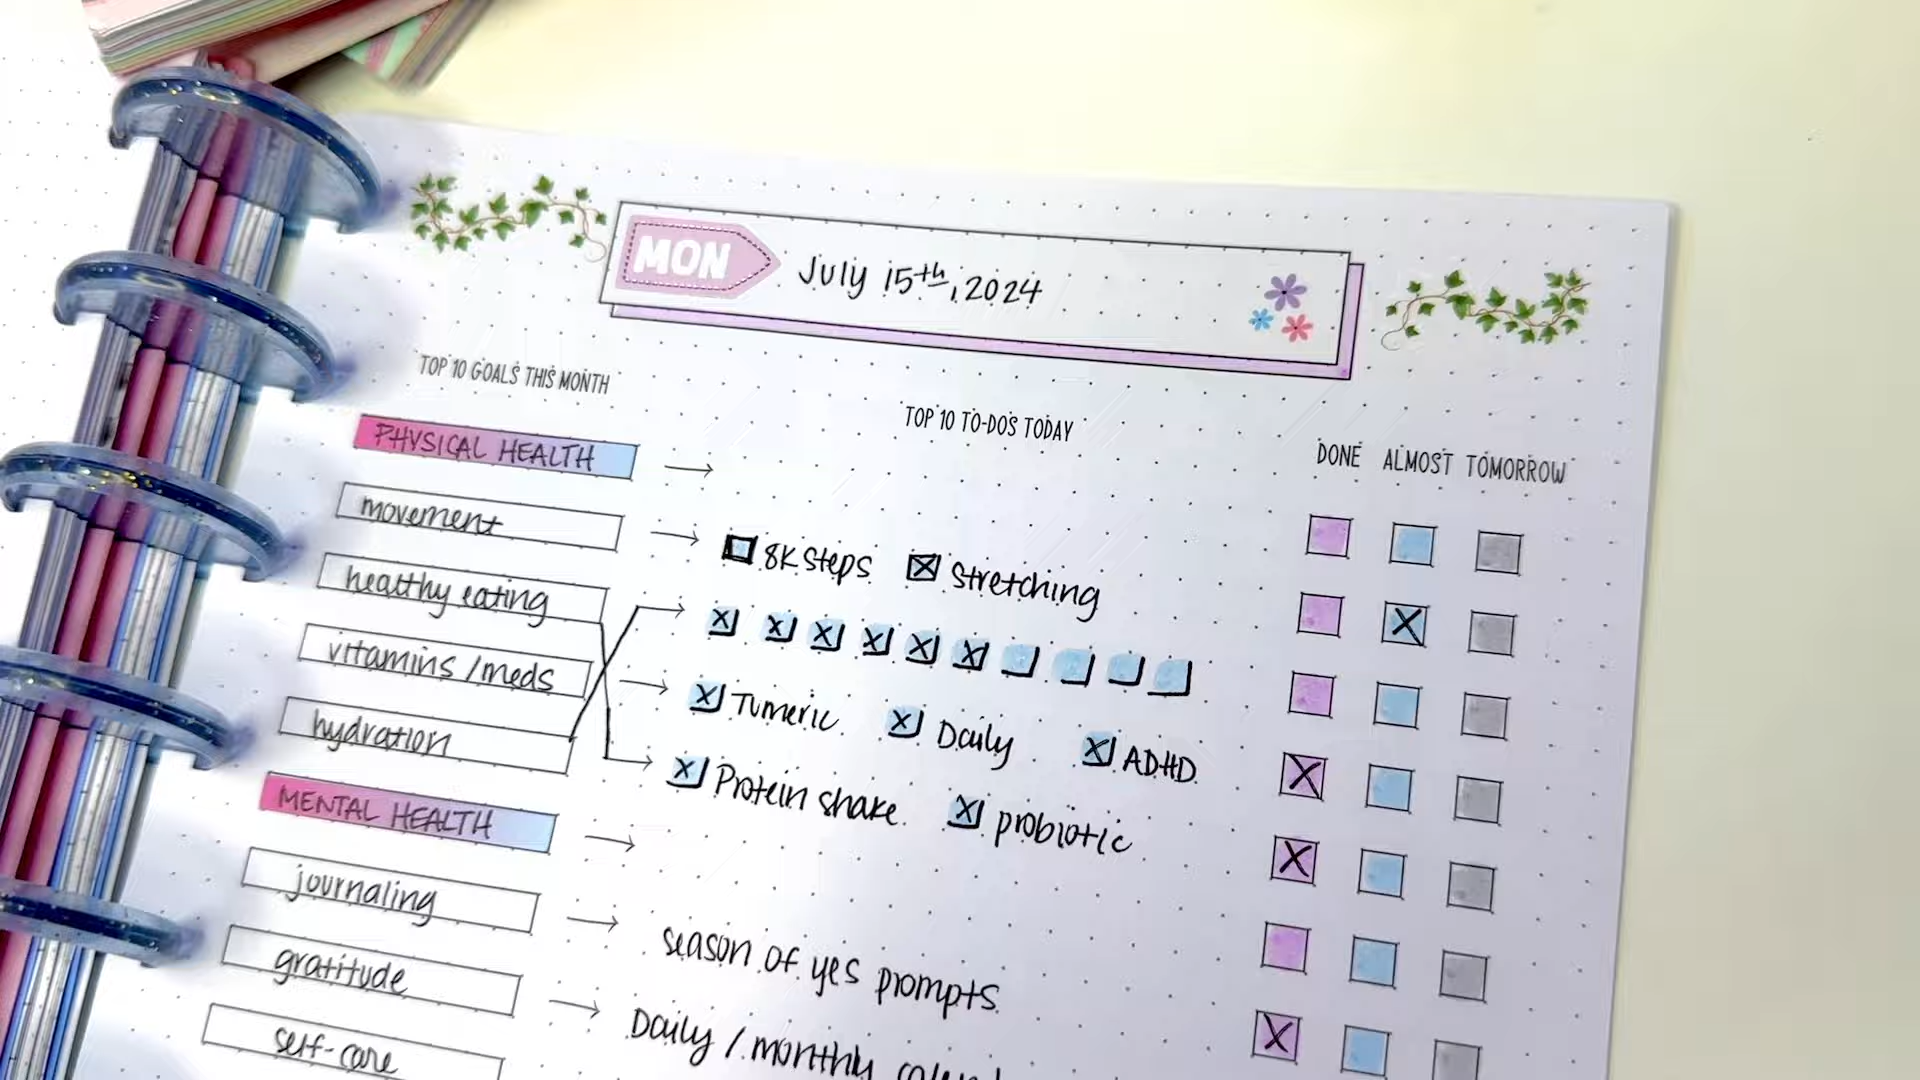 MON July 15th, 2024
TOP 10 GOALS THIS MONTH
TOP 10 TO-DOS TODAY
DONE ALMOST TOMORROW
PHYSICAL HEALTH
movement
8K Steps Stretching
healthy eating
vitamins /meds
Tumeric Daily ADHD
hydration
Protein shake probiotic
MENTAL HEALTH
journaling
season of yes prompts
gratitude
Daily / monthly
self-care